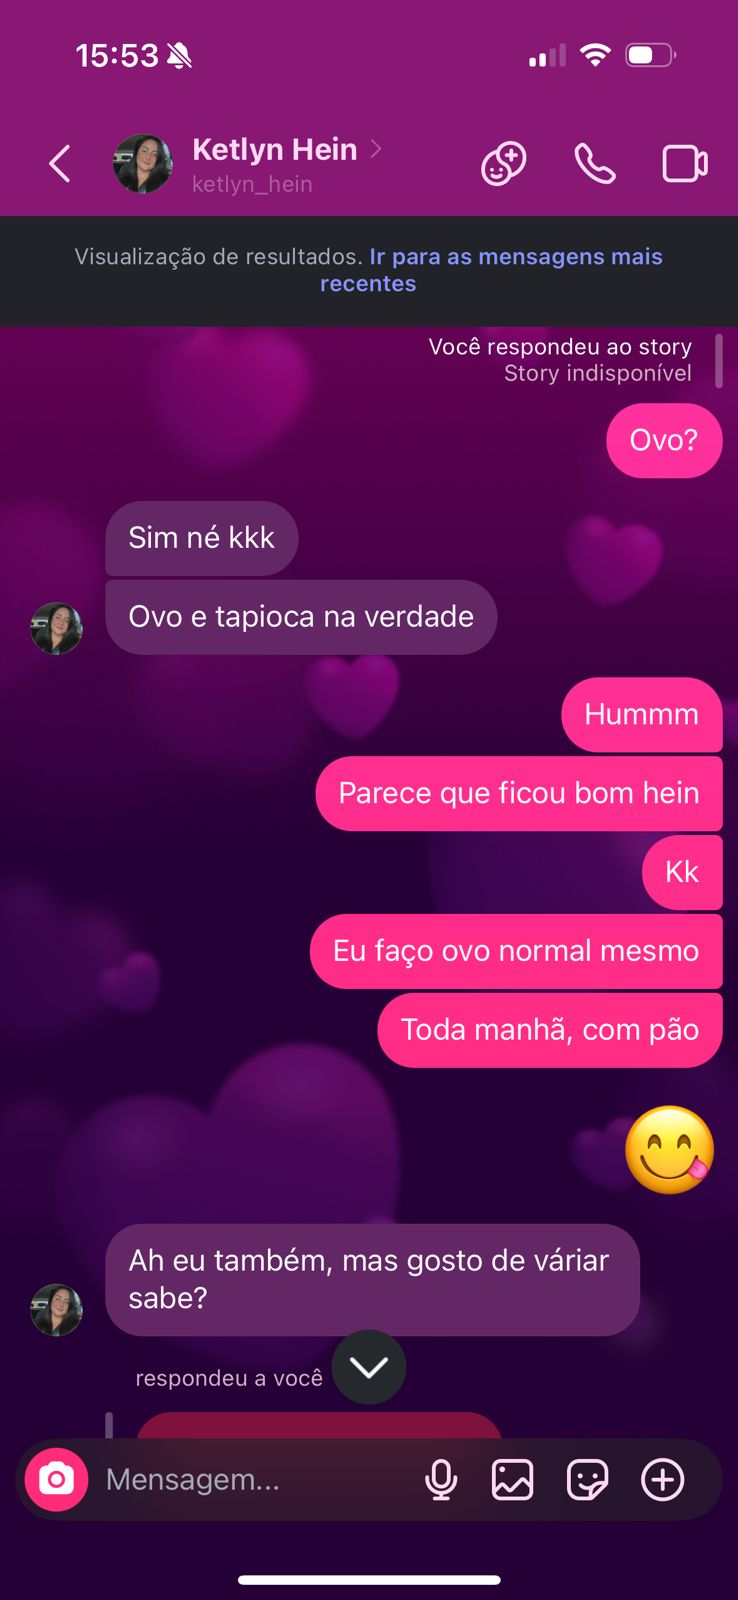 15:53
Ketlyn Hein
ketlyn_hein
Visualização de resultados. Ir para as mensagens mais
recentes
Você respondeu ao story
Story indisponível
Ovo?
Sim né kkk
Ovo e tapioca na verdade
Hummm
Parece que ficou bom hein
Kk
Eu faço ovo normal mesmo
Toda manhã, com pão
Ah eu também, mas gosto de váriar
sabe?
respondeu a você
Mensagem...